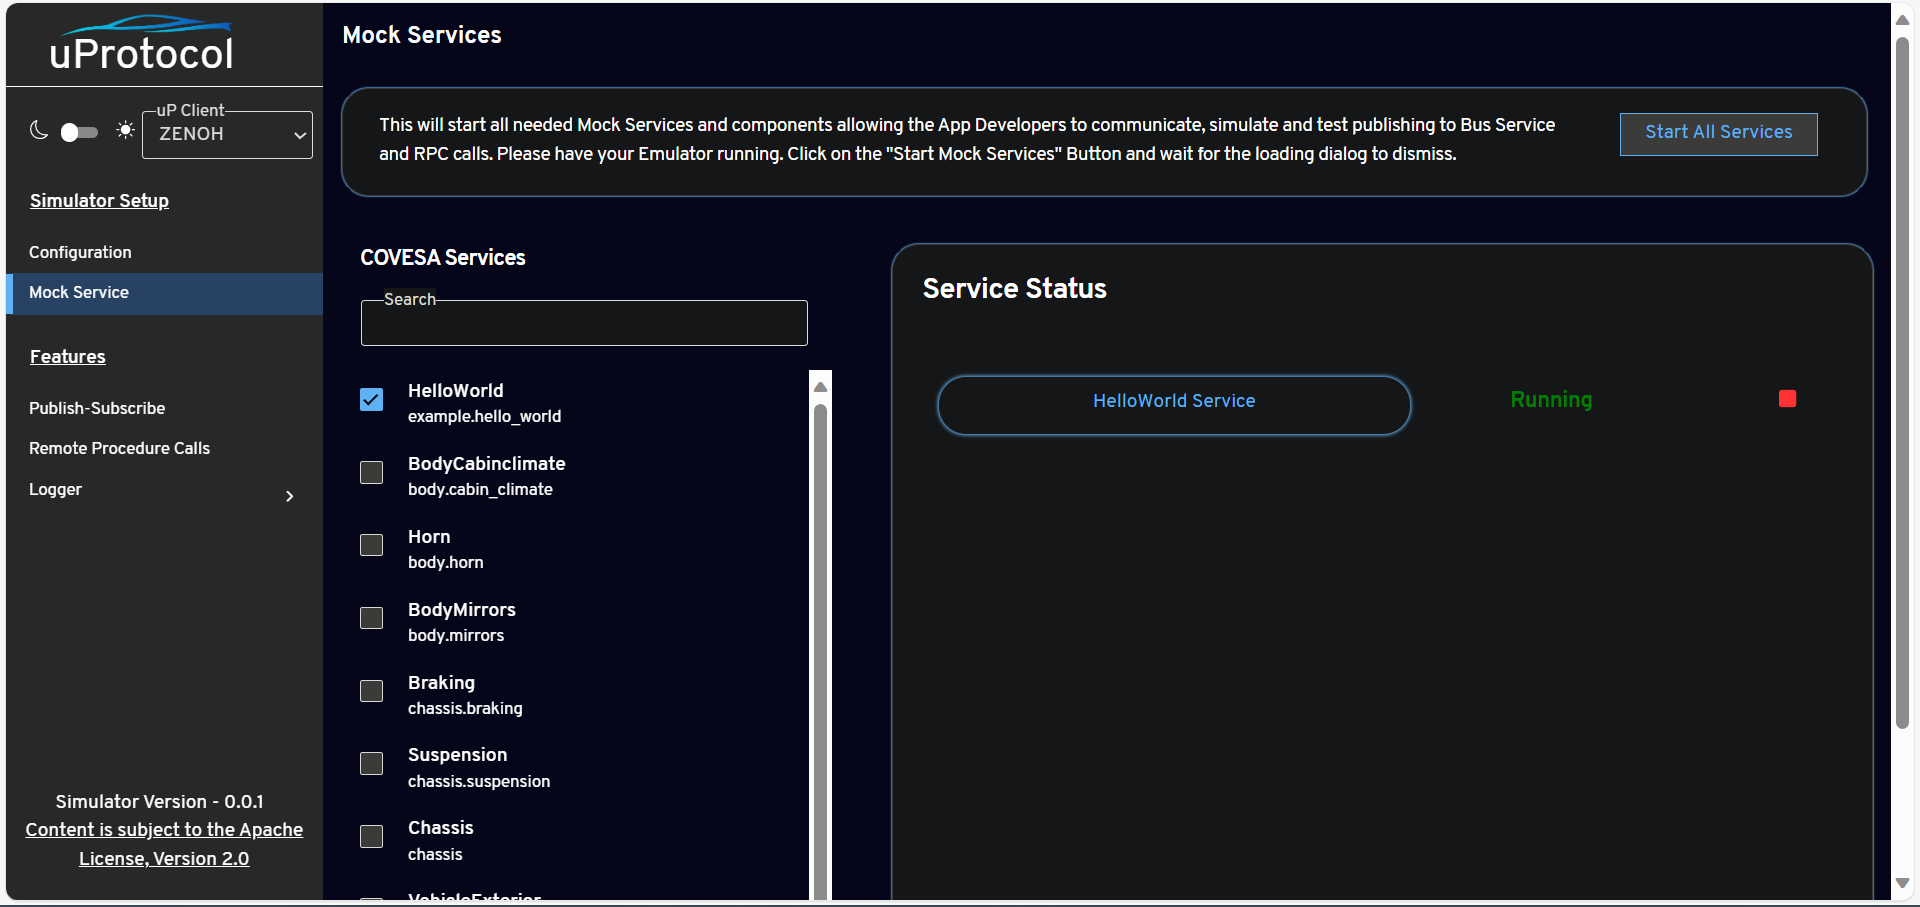 uProtocol
uP Client
ZENOH
Simulator Setup
Configuration
Mock Service
Features
Publish-Subscribe
Remote Procedure Calls
Logger
Simulator Version - 0.0.1
Content is subject to the Apache
License, Version 2.0
Mock Services
This will start all needed Mock Services and components allowing the App Developers to communicate, simulate and test publishing to Bus Service
and RPC calls. Please have your Emulator running. Click on the "Start Mock Services" Button and wait for the loading dialog to dismiss.
Start All Services
COVESA Services
Search
HelloWorld
example.hello_world
BodyCabinclimate
body.cabin_climate
Horn
body.horn
BodyMirrors
body.mirrors
Braking
chassis.braking
Suspension
chassis.suspension
Chassis
chassis
VehicleExterior
Service Status
HelloWorld Service
Running